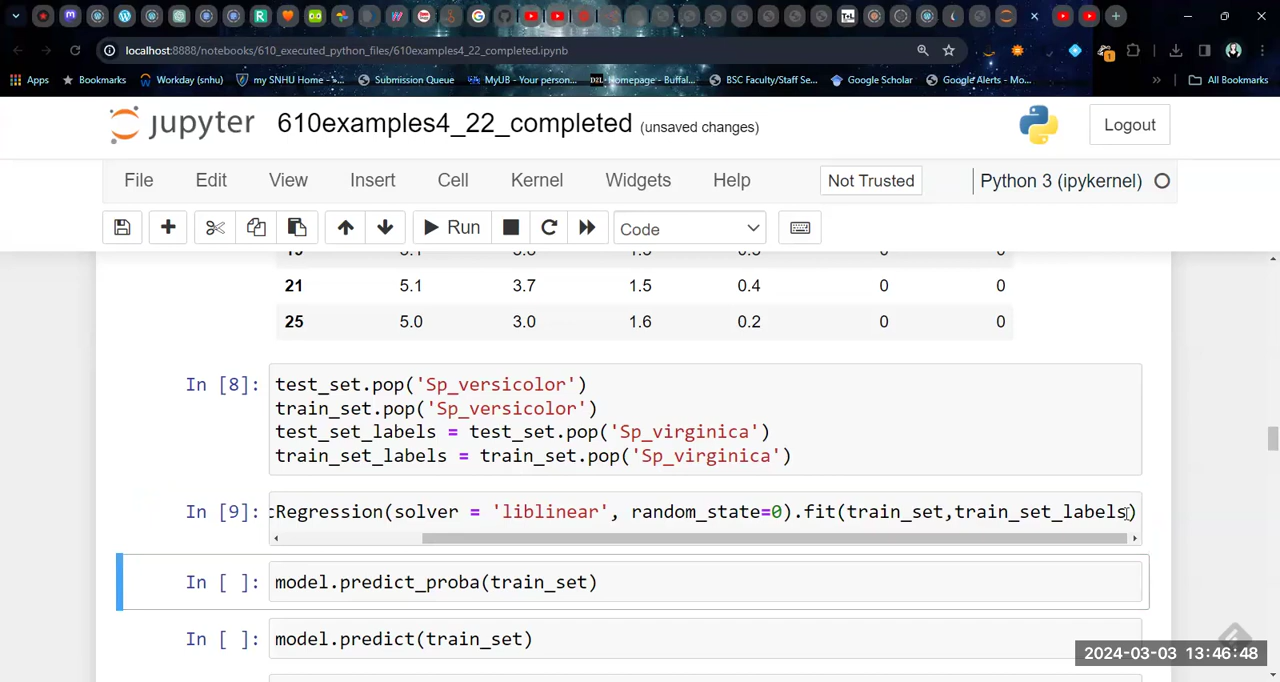 localhost:8888/notebooks/610_executed_python_files/610examples4_22_completed.ipynb
Apps Bookmarks Workday (snhu) my SNHU Home -... Submission Queue MyUB - Your person... Homepage - Buffal... BSC Faculty/Staff Se... Google Scholar Google Alerts – Mo... » All Bookmarks
jupyter 610examples4_22_completed (unsaved changes) Logout
File Edit View Insert Cell Kernel Widgets Help Not Trusted Python 3 (ipykernel)
Run Code
21 5.1 3.7 1.5 0.4 0 0
25 5.0 3.0 1.6 0.2 0 0
In [8]: test_set.pop('Sp_versicolor')
train_set.pop('Sp_versicolor')
test_set_labels = test_set.pop('Sp_virginica')
train_set_labels = train_set.pop('Sp_virginica')
In [9]: :Regression(solver = 'liblinear', random_state=0).fit(train_set,train_set_labels)
In [ ]: model.predict_proba(train_set)
In [ ]: model.predict(train_set)
2024-03-03 13:46:48